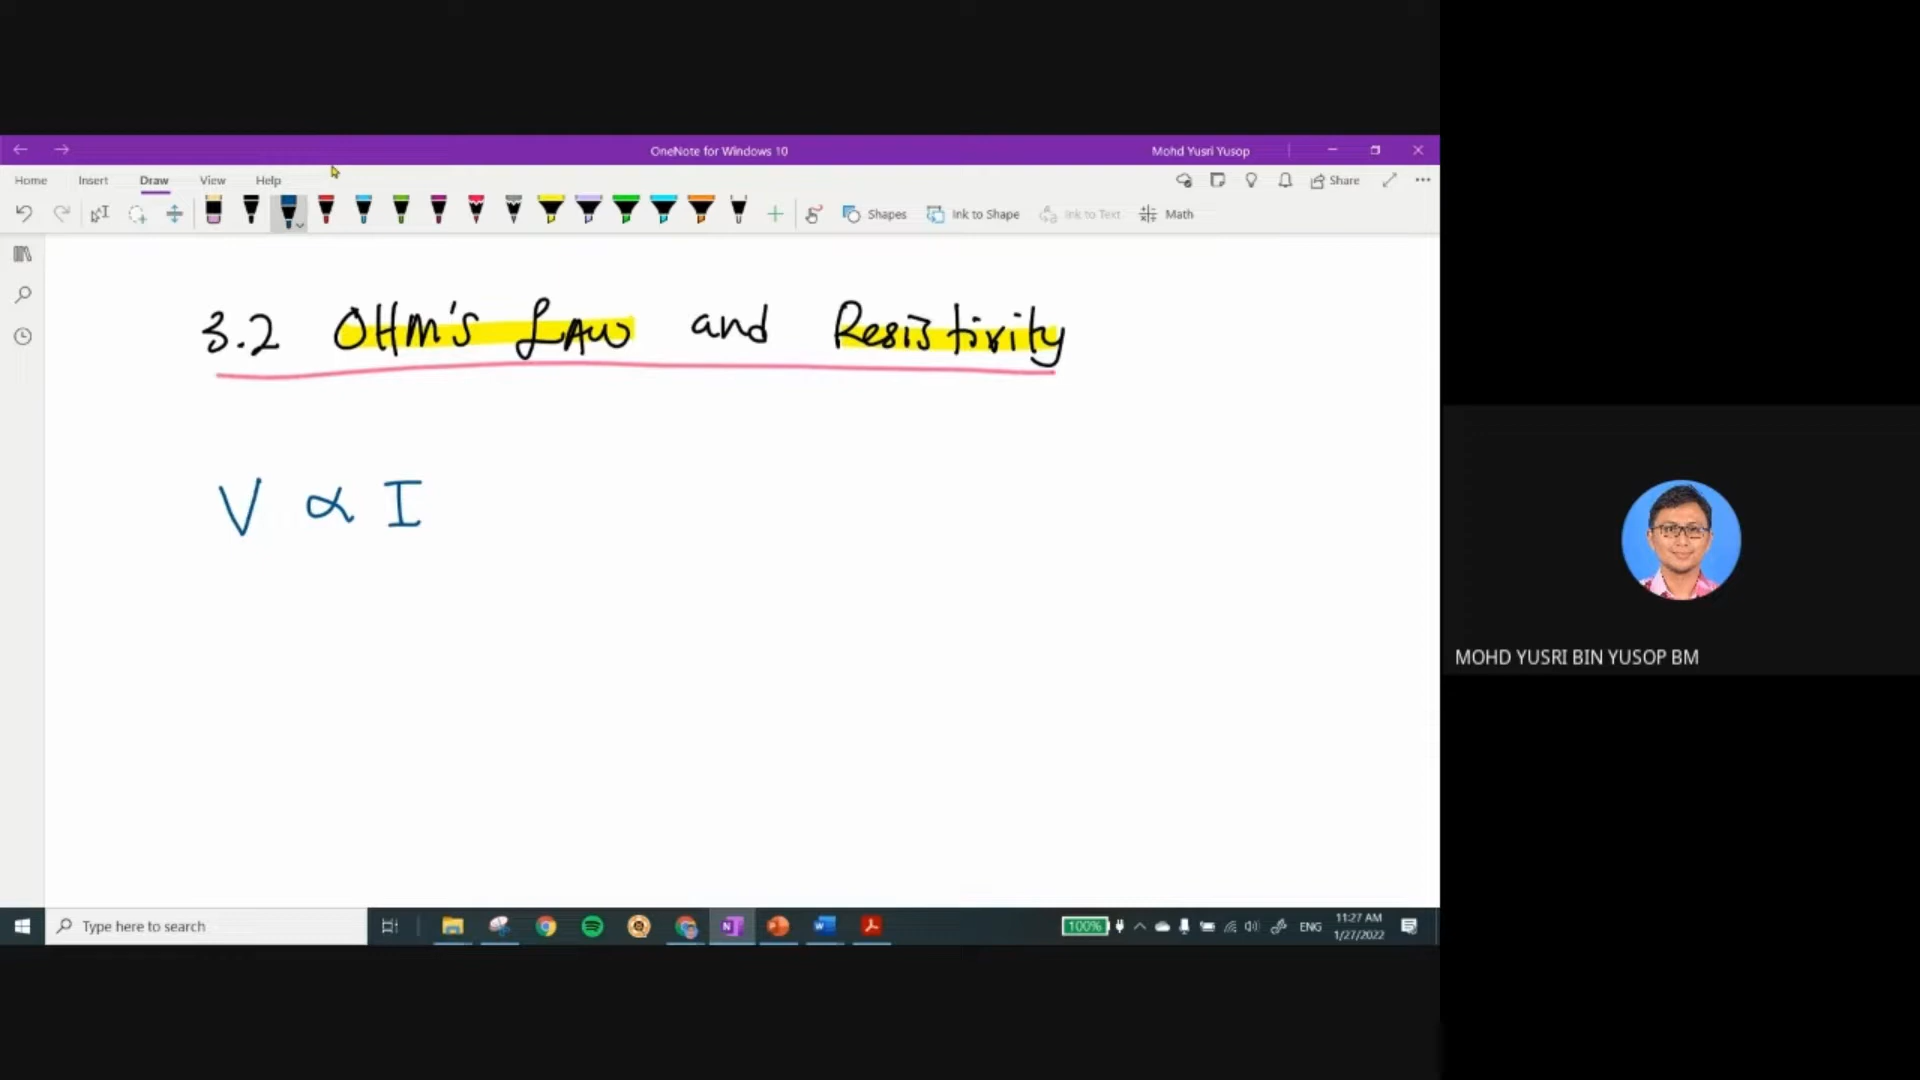 OneNote for Windows 10
Mohd Yusri Yusop
Home Insert Draw View Help
Share
Shapes Ink to Shape Ink to Text Math
3.2 OHM'S LAW and Resistivity
V ∝ I
MOHD YUSRI BIN YUSOP BM
Type here to search
100%
ENG
11:27 AM
1/27/2022